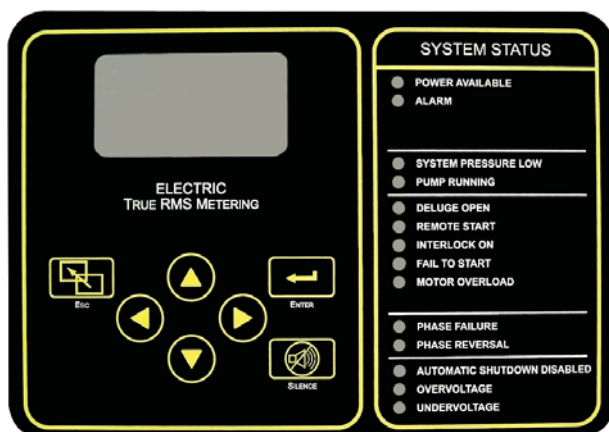 ELECTRIC
TRUE RMS METERING
ESC
ENTER
SILENCE
SYSTEM STATUS
POWER AVAILABLE
ALARM
SYSTEM PRESSURE LOW
PUMP RUNNING
DELUGE OPEN
REMOTE START
INTERLOCK ON
FAIL TO START
MOTOR OVERLOAD
PHASE FAILURE
PHASE REVERSAL
AUTOMATIC SHUTDOWN DISABLED
OVERVOLTAGE
UNDERVOLTAGE